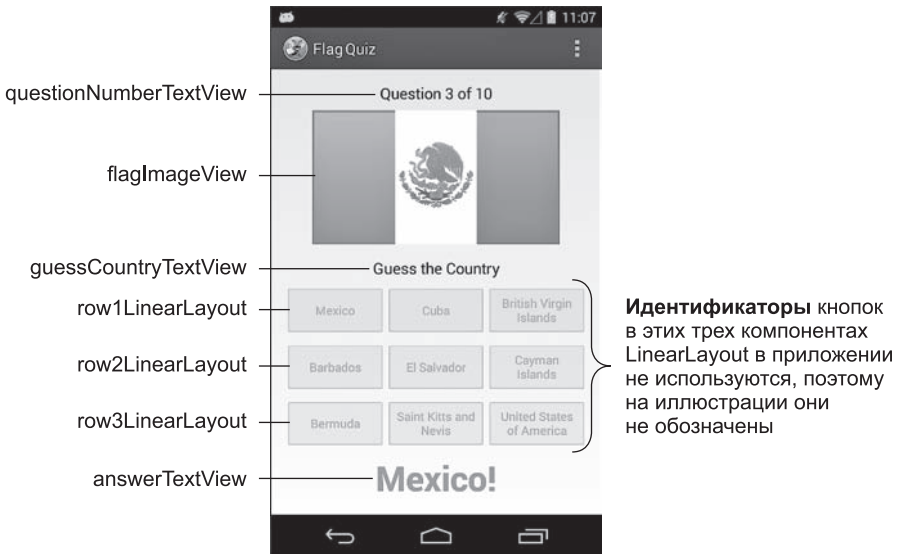 11:07
Flag Quiz
questionNumberTextView
Question 3 of 10
flagImageView
guessCountryTextView
Guess the Country
row1LinearLayout
Mexico
Cuba
British Virgin
Islands
row2LinearLayout
Barbados
El Salvador
Cayman
Islands
row3LinearLayout
Bermuda
Saint Kitts and
Nevis
United States
of America
answerTextView
Mexico!
Идентификаторы кнопок
в этих трех компонентах
LinearLayout в приложении
не используются, поэтому
на иллюстрации они
не обозначены